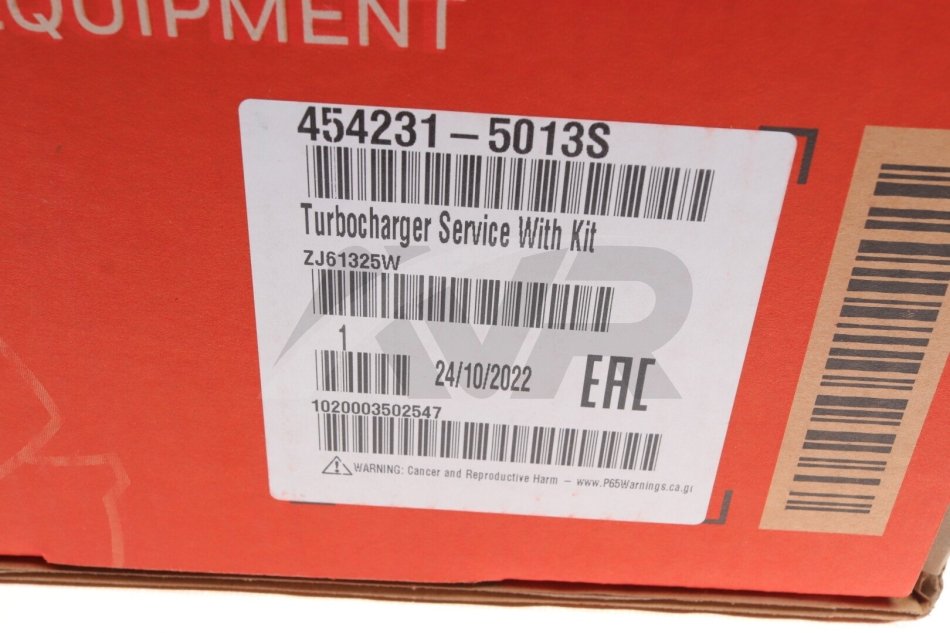 EQUIPMENT
454231-5013S
Turbocharger Service With Kit
ZJ61325W
1
24/10/2022
EAC
1020003502547
WARNING: Cancer and Reproductive Harm - www.P65Warnings.ca.g